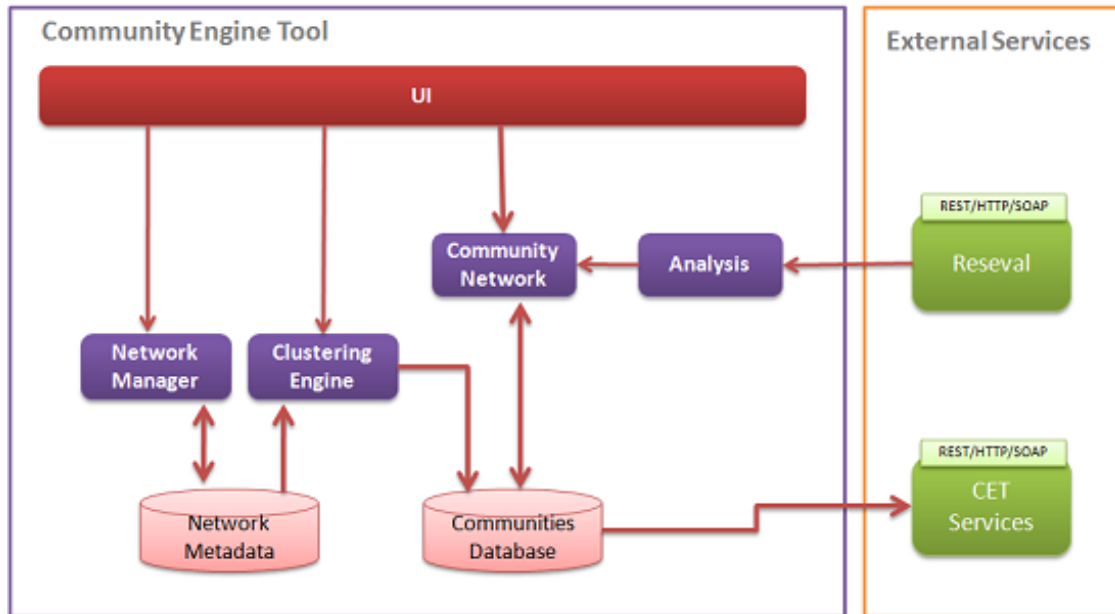 Community Engine Tool
External Services
UI
REST/HTTP/SOAP
Reseval
Community
Network
Analysis
Network
Manager
Clustering
Engine
REST/HTTP/SOAP
CET
Services
Network
Metadata
Communities
Database